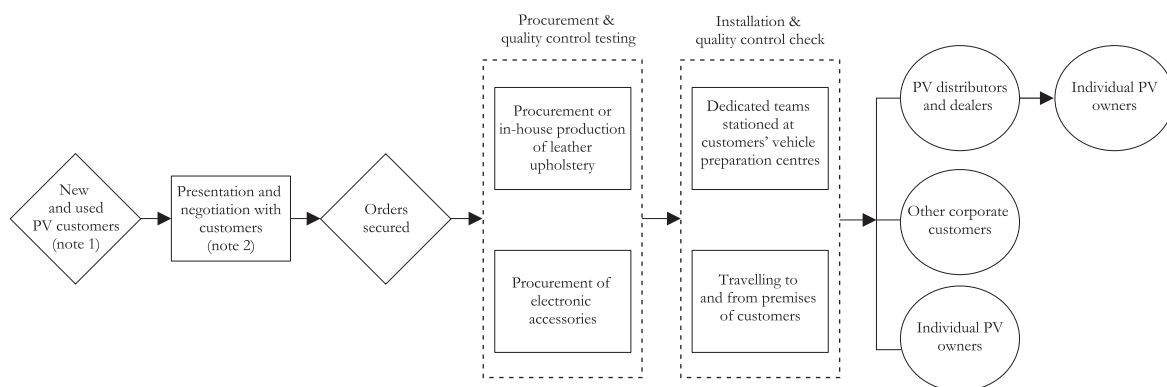 New
and used
PV customers
(note 1)
Presentation and
negotiation with
customers
(note 2)
Orders
secured
Procurement &
quality control testing
Procurement or
in-house production
of leather
upholstery
Procurement of
electronic
accessories
Installation &
quality control check
Dedicated teams
stationed at
customers’ vehicle
preparation centres
Travelling to
and from premises
of customers
PV distributors
and dealers
Individual PV
owners
Other corporate
customers
Individual PV
owners